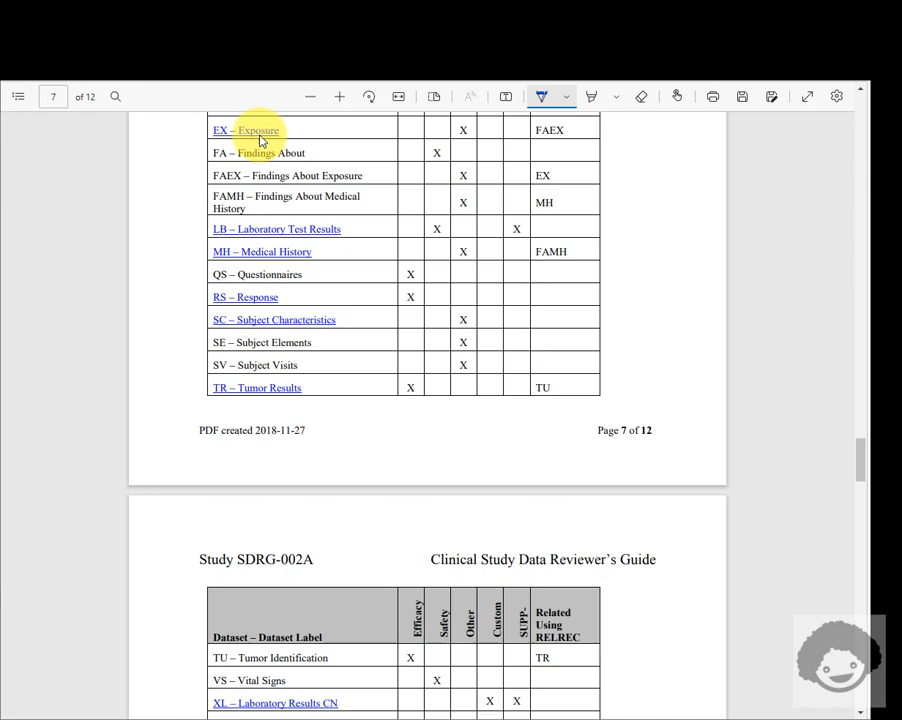 7 of 12
EX – Exposure X FAEX
FA – Findings About X
FAEX – Findings About Exposure X EX
FAMH – Findings About Medical
History X MH
LB – Laboratory Test Results X X
MH – Medical History X FAMH
QS – Questionnaires X
RS – Response X
SC – Subject Characteristics X
SE – Subject Elements X
SV – Subject Visits X
TR – Tumor Results X TU
PDF created 2018-11-27 Page 7 of 12
Study SDRG-002A Clinical Study Data Reviewer’s Guide
Dataset – Dataset Label Efficacy Safety Other Custom SUPP- Related
Using
RELREC
TU – Tumor Identification X TR
VS – Vital Signs X
XL – Laboratory Results CN X X